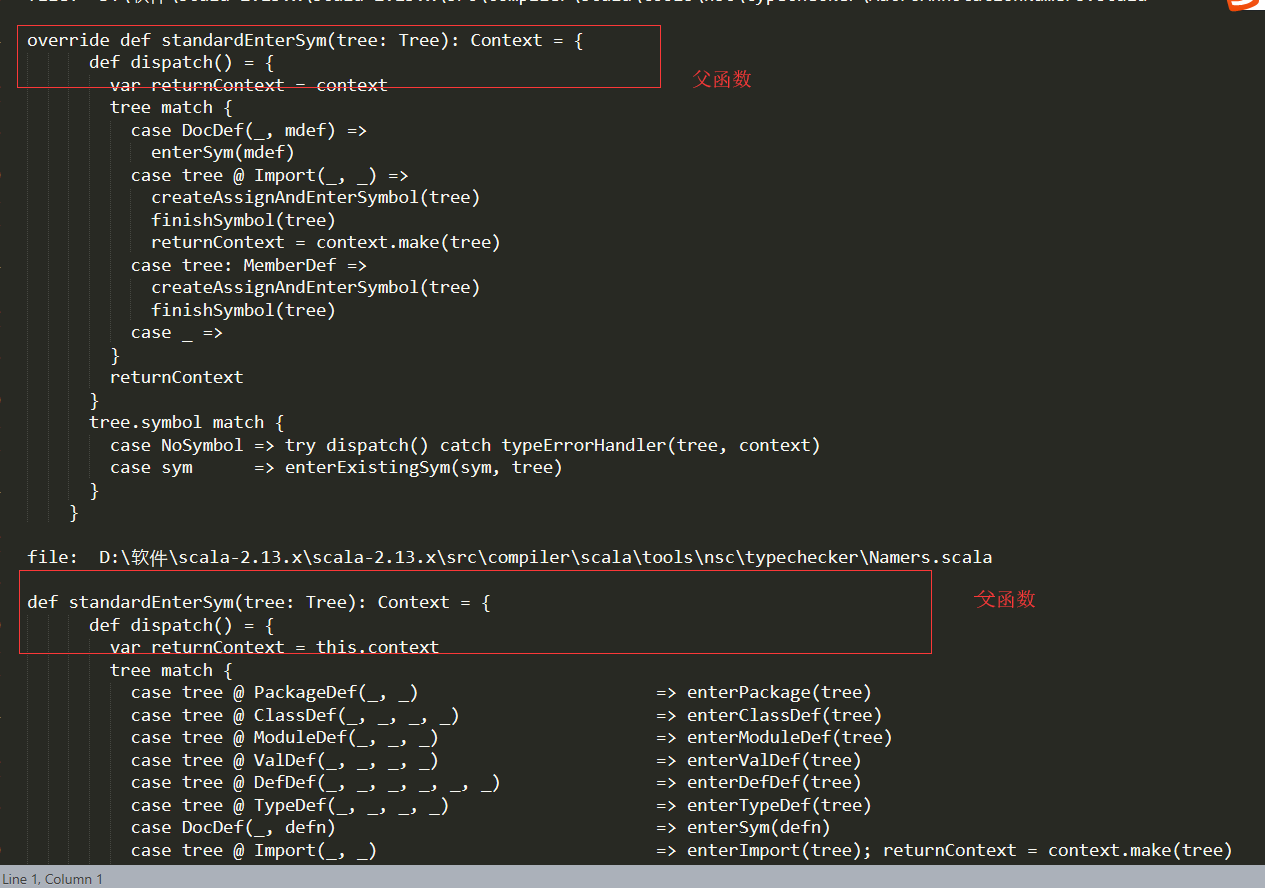 override def standardEnterSym(tree: Tree): Context = {
def dispatch() = {
父函数
var returnContext = context
tree match {
case DocDef(_, mdef) =>
enterSym(mdef)
case tree @ Import(_, _) =>
createAssignAndEnterSymbol(tree)
finishSymbol(tree)
returnContext = context.make(tree)
case tree: MemberDef =>
createAssignAndEnterSymbol(tree)
finishSymbol(tree)
case _ =>
}
returnContext
}
tree.symbol match {
case NoSymbol => try dispatch() catch typeErrorHandler(tree, context)
case sym      => enterExistingSym(sym, tree)
}
}
file:  D:\软件\scala-2.13.x\scala-2.13.x\src\compiler\scala\tools\nsc\typechecker\Namers.scala
def standardEnterSym(tree: Tree): Context = {
父函数
def dispatch() = {
var returnContext = this.context
tree match {
case tree @ PackageDef(_, _)                       => enterPackage(tree)
case tree @ ClassDef(_, _, _, _)                   => enterClassDef(tree)
case tree @ ModuleDef(_, _, _)                     => enterModuleDef(tree)
case tree @ ValDef(_, _, _, _)                     => enterValDef(tree)
case tree @ DefDef(_, _, _, _, _, _)               => enterDefDef(tree)
case tree @ TypeDef(_, _, _, _)                    => enterTypeDef(tree)
case DocDef(_, defn)                               => enterSym(defn)
case tree @ Import(_, _)                           => enterImport(tree); returnContext = context.make(tree)
Line 1, Column 1